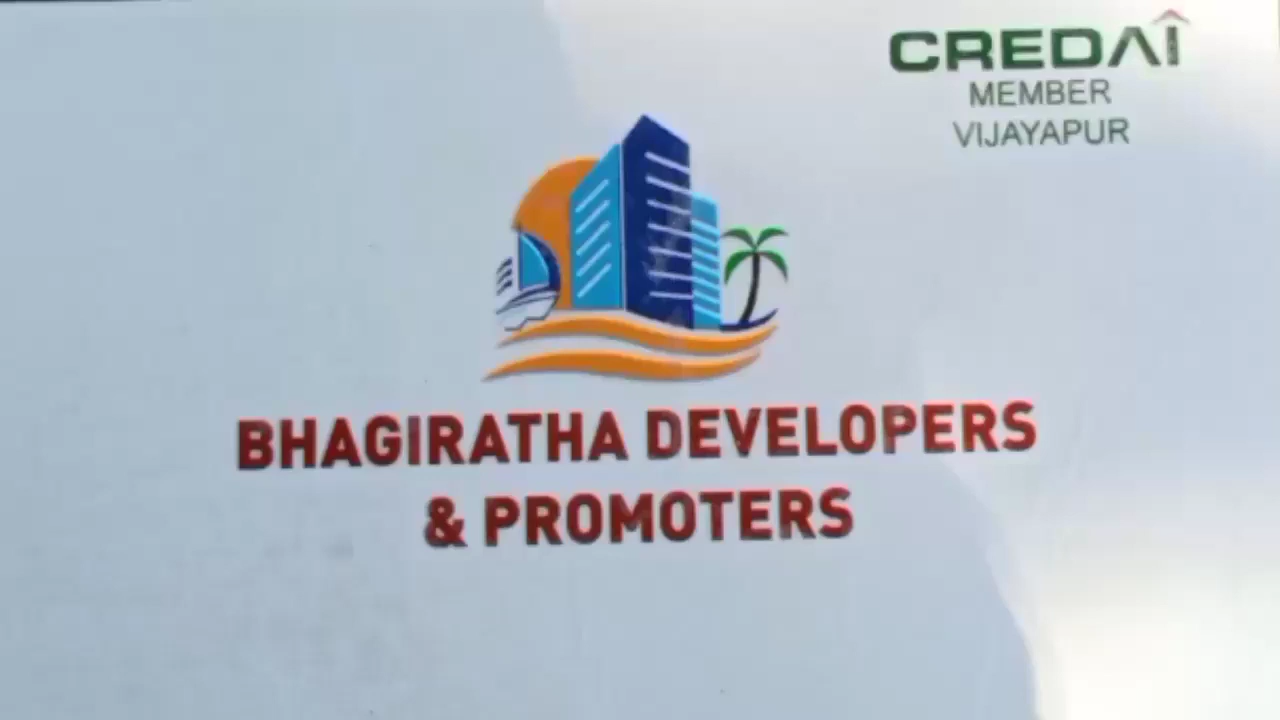 CREDAI
MEMBER
VIJAYAPUR
BHAGIRATHA DEVELOPERS
& PROMOTERS